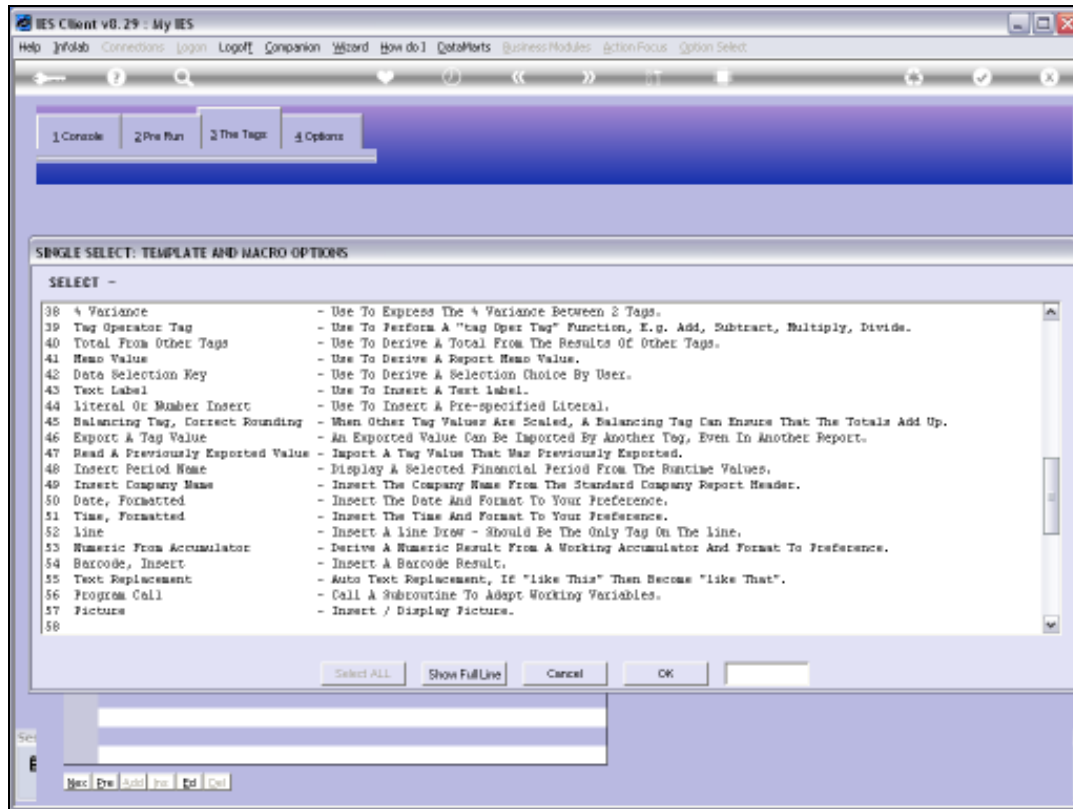 IES Client v8.29 : My IES
Help Infolab Connections Logon Logoff Companion Wizard How do I DataMarts Business Modules Action Focus Option Select
1 Console 2 Pre Run 3 The Tags 4 Options
SINGLE SELECT: TEMPLATE AND MACRO OPTIONS
SELECT -
38 % Variance - Use To Express The % Variance Between 2 Tags.
39 Tag Operator Tag - Use To Perform A "tag Oper Tag" Function, E.g. Add, Subtract, Multiply, Divide.
40 Total From Other Tags - Use To Derive A Total From The Results Of Other Tags.
41 Memo Value - Use To Derive A Report Memo Value.
42 Data Selection Key - Use To Derive A Selection Choice By User.
43 Text Label - Use To Insert A Text Label.
44 Literal Or Number Insert - Use To Insert A Pre-specified Literal.
45 Balancing Tag, Correct Rounding - When Other Tag Values Are Scaled, A Balancing Tag Can Ensure That The Totals Add Up.
46 Export A Tag Value - An Exported Value Can Be Imported By Another Tag, Even In Another Report.
47 Read A Previously Exported Value - Import A Tag Value That Was Previously Exported.
48 Insert Period Name - Display A Selected Financial Period From The Runtime Values.
49 Insert Company Name - Insert The Company Name From The Standard Company Report Header.
50 Date, Formatted - Insert The Date And Format To Your Preference.
51 Time, Formatted - Insert The Time And Format To Your Preference.
52 Line - Insert A Line Draw - Should Be The Only Tag On The Line.
53 Numeric From Accumulator - Derive A Numeric Result From A Working Accumulator And Format To Preference.
54 Barcode, Insert - Insert A Barcode Result.
55 Text Replacement - Auto Text Replacement, If "like This" Then Become "like That".
56 Program Call - Call A Subroutine To Adapt Working Variables.
57 Picture - Insert / Display Picture.
58
Select ALL Show Full Line Cancel OK
Sei
Nex Pre Add Ins Ed Del